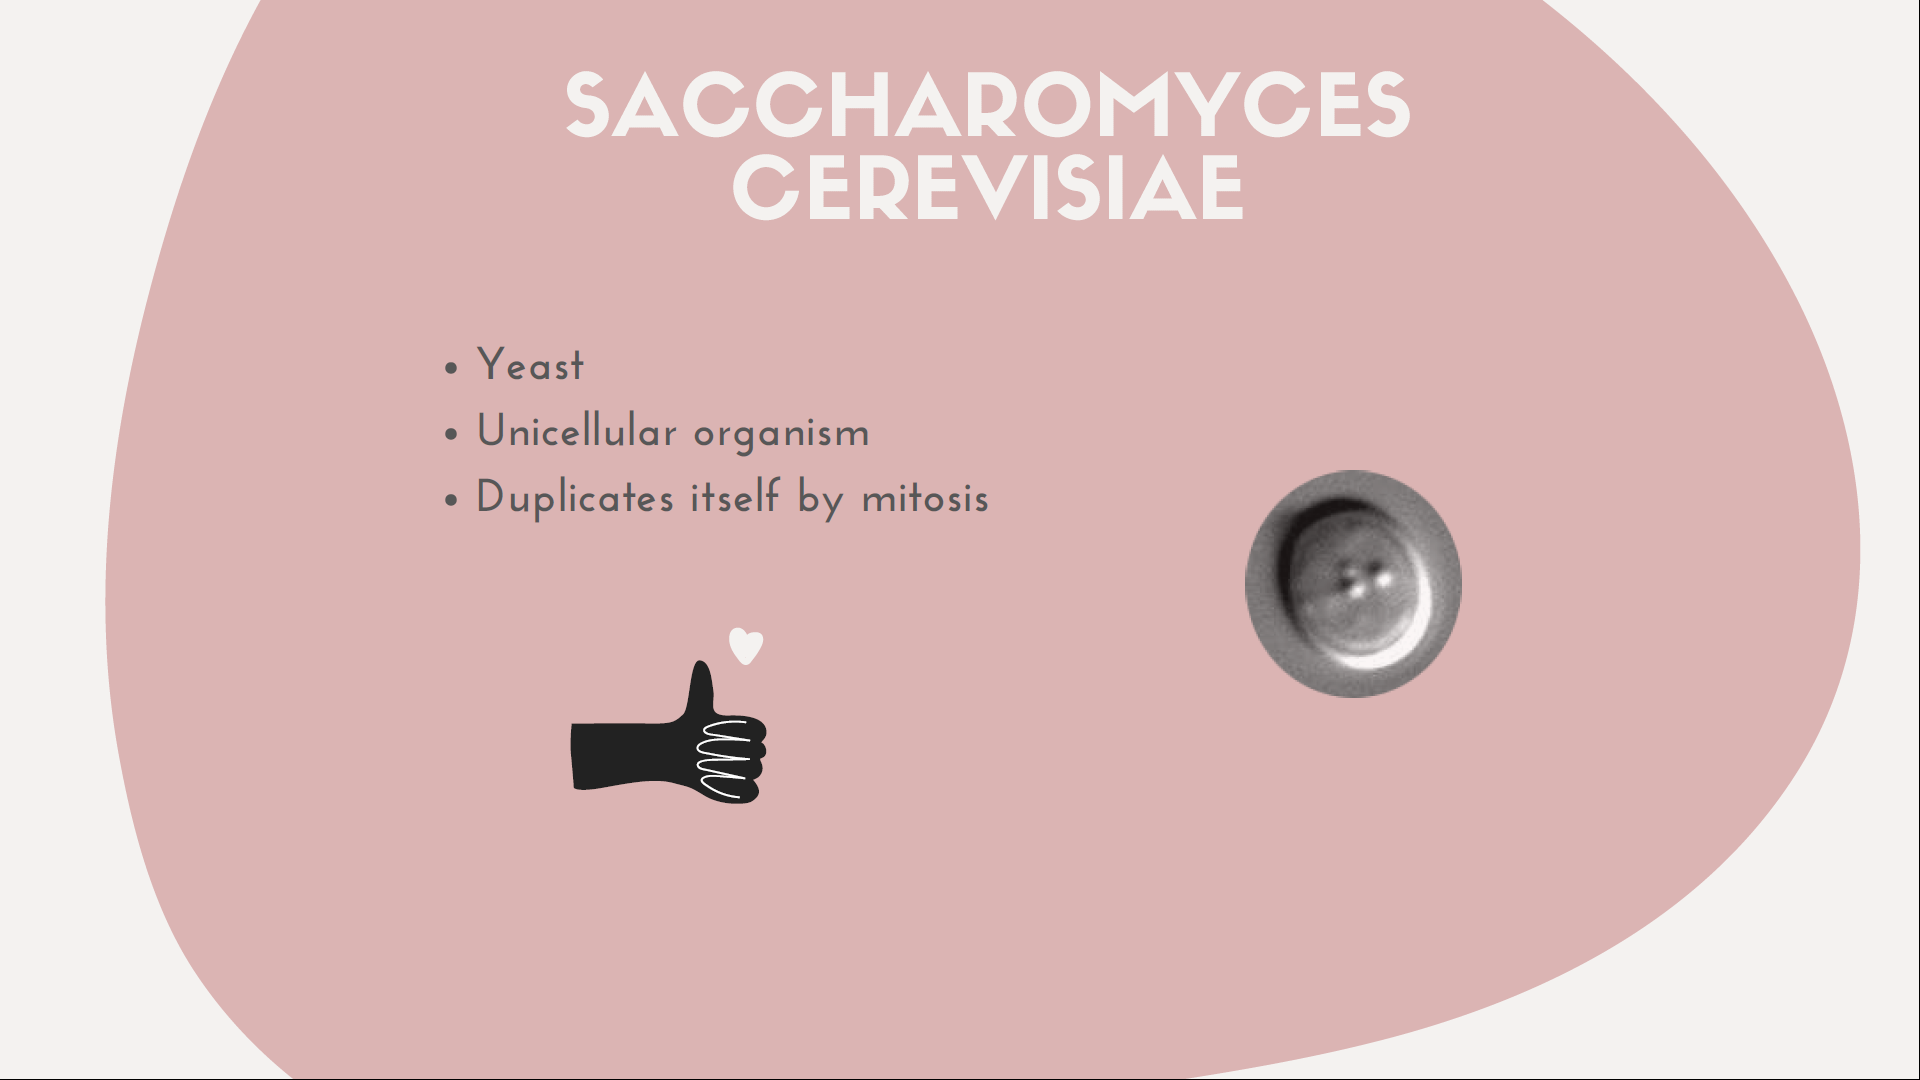 SACCHAROMYCES
CEREVISIAE
• Yeast
• Unicellular organism
• Duplicates itself by mitosis